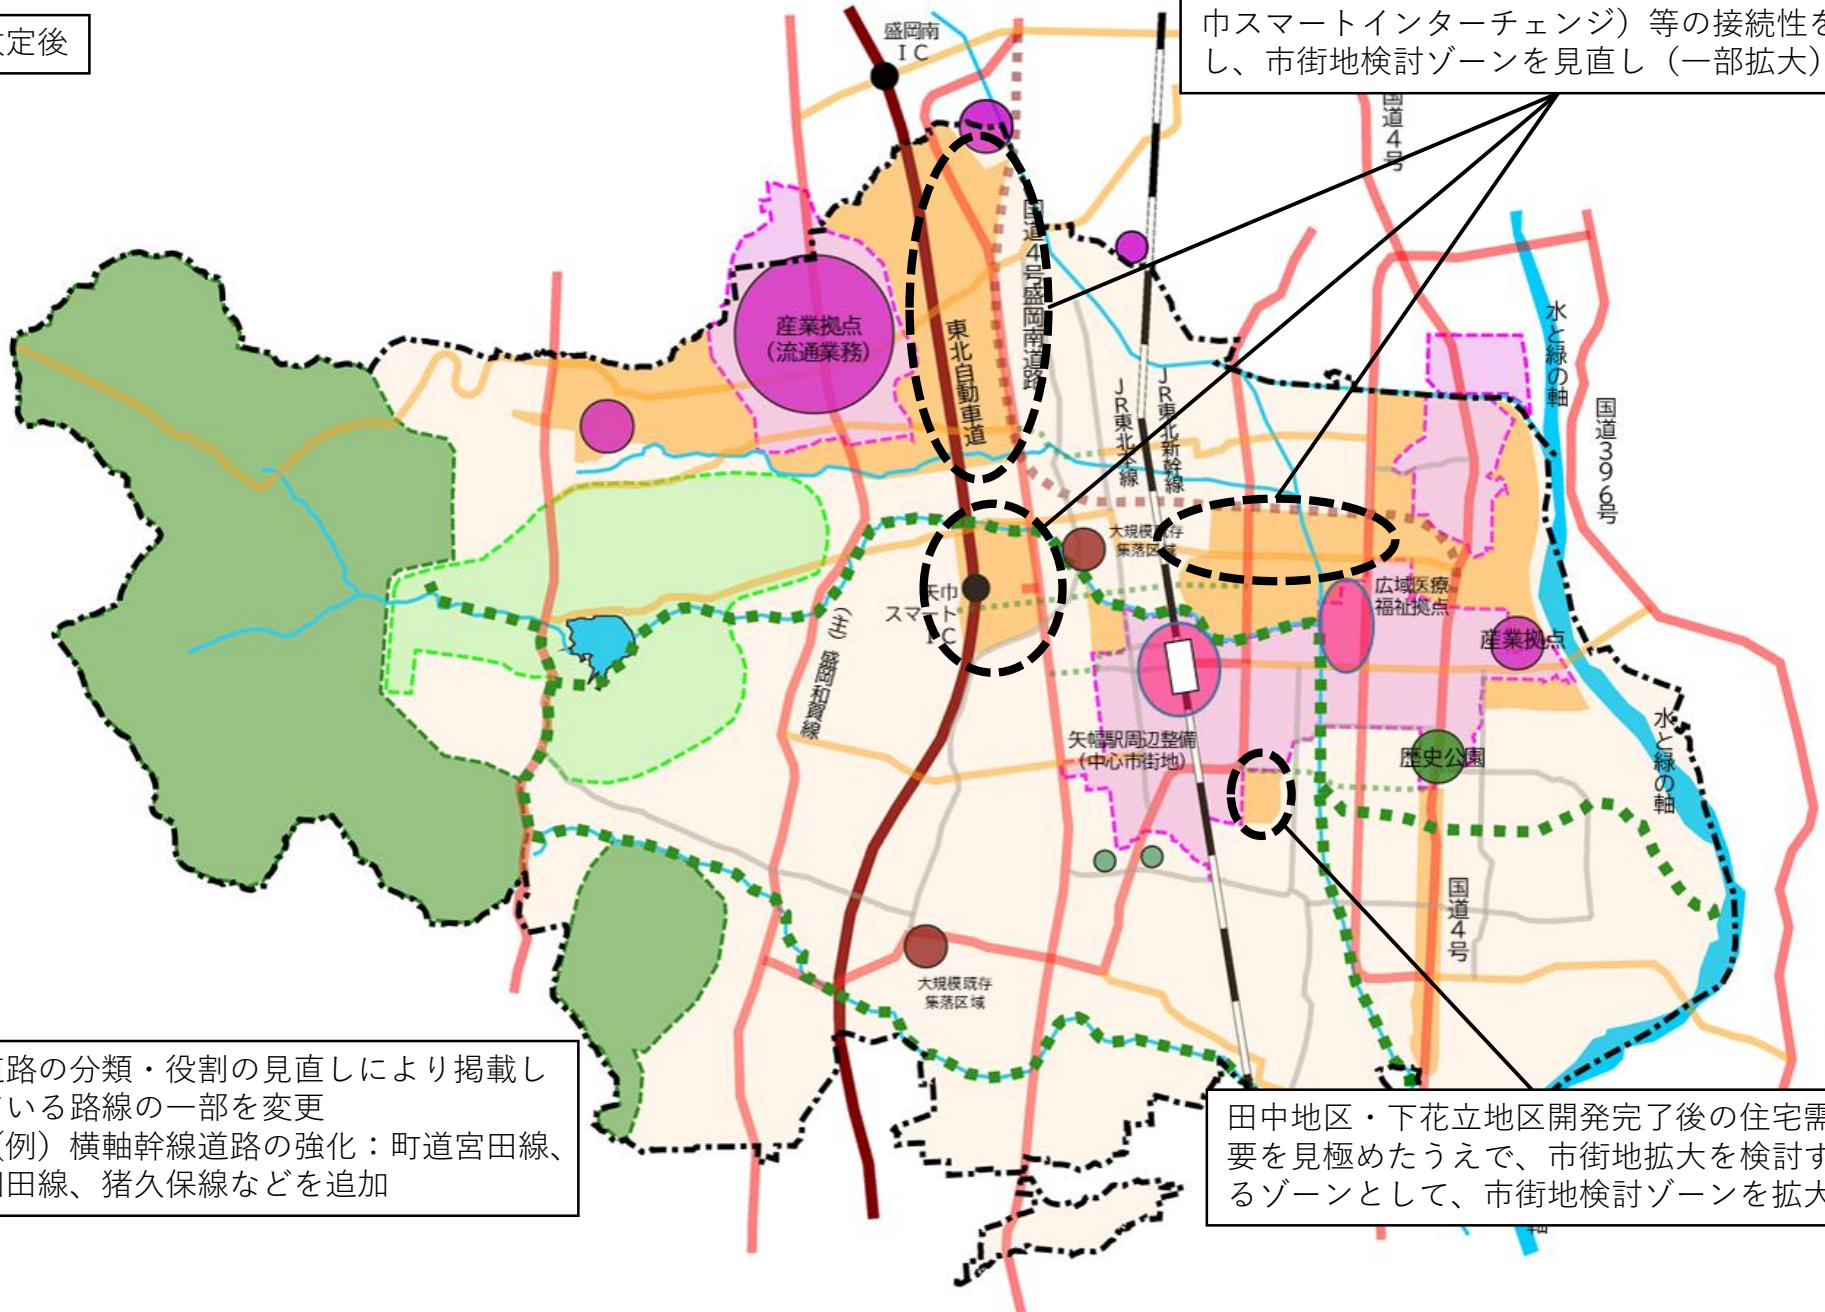 定後
盛岡南
ＩＣ
巾スマートインターチェンジ）等の接続性を
し、市街地検討ゾーンを見直し（一部拡大）
国道４号
国道４号盛岡南道路
産業拠点
（流通業務）
東北自動車道
ＪＲ東北本線
ＪＲ東北新幹線
水と緑の軸
国道３９６号
大規模既存
集落区域
矢巾
スマート
ＩＣ
広域医療
福祉拠点
産業拠点
（主）盛岡和賀線
矢幅駅周辺整備
（中心市街地）
歴史公園
水と緑の軸
国道４号
大規模既存
集落区域
路の分類・役割の見直しにより掲載し
いる路線の一部を変更
（例）横軸幹線道路の強化：町道宮田線、
田線、猪久保線などを追加
田中地区・下花立地区開発完了後の住宅需
要を見極めたうえで、市街地拡大を検討す
るゾーンとして、市街地検討ゾーンを拡大
軸